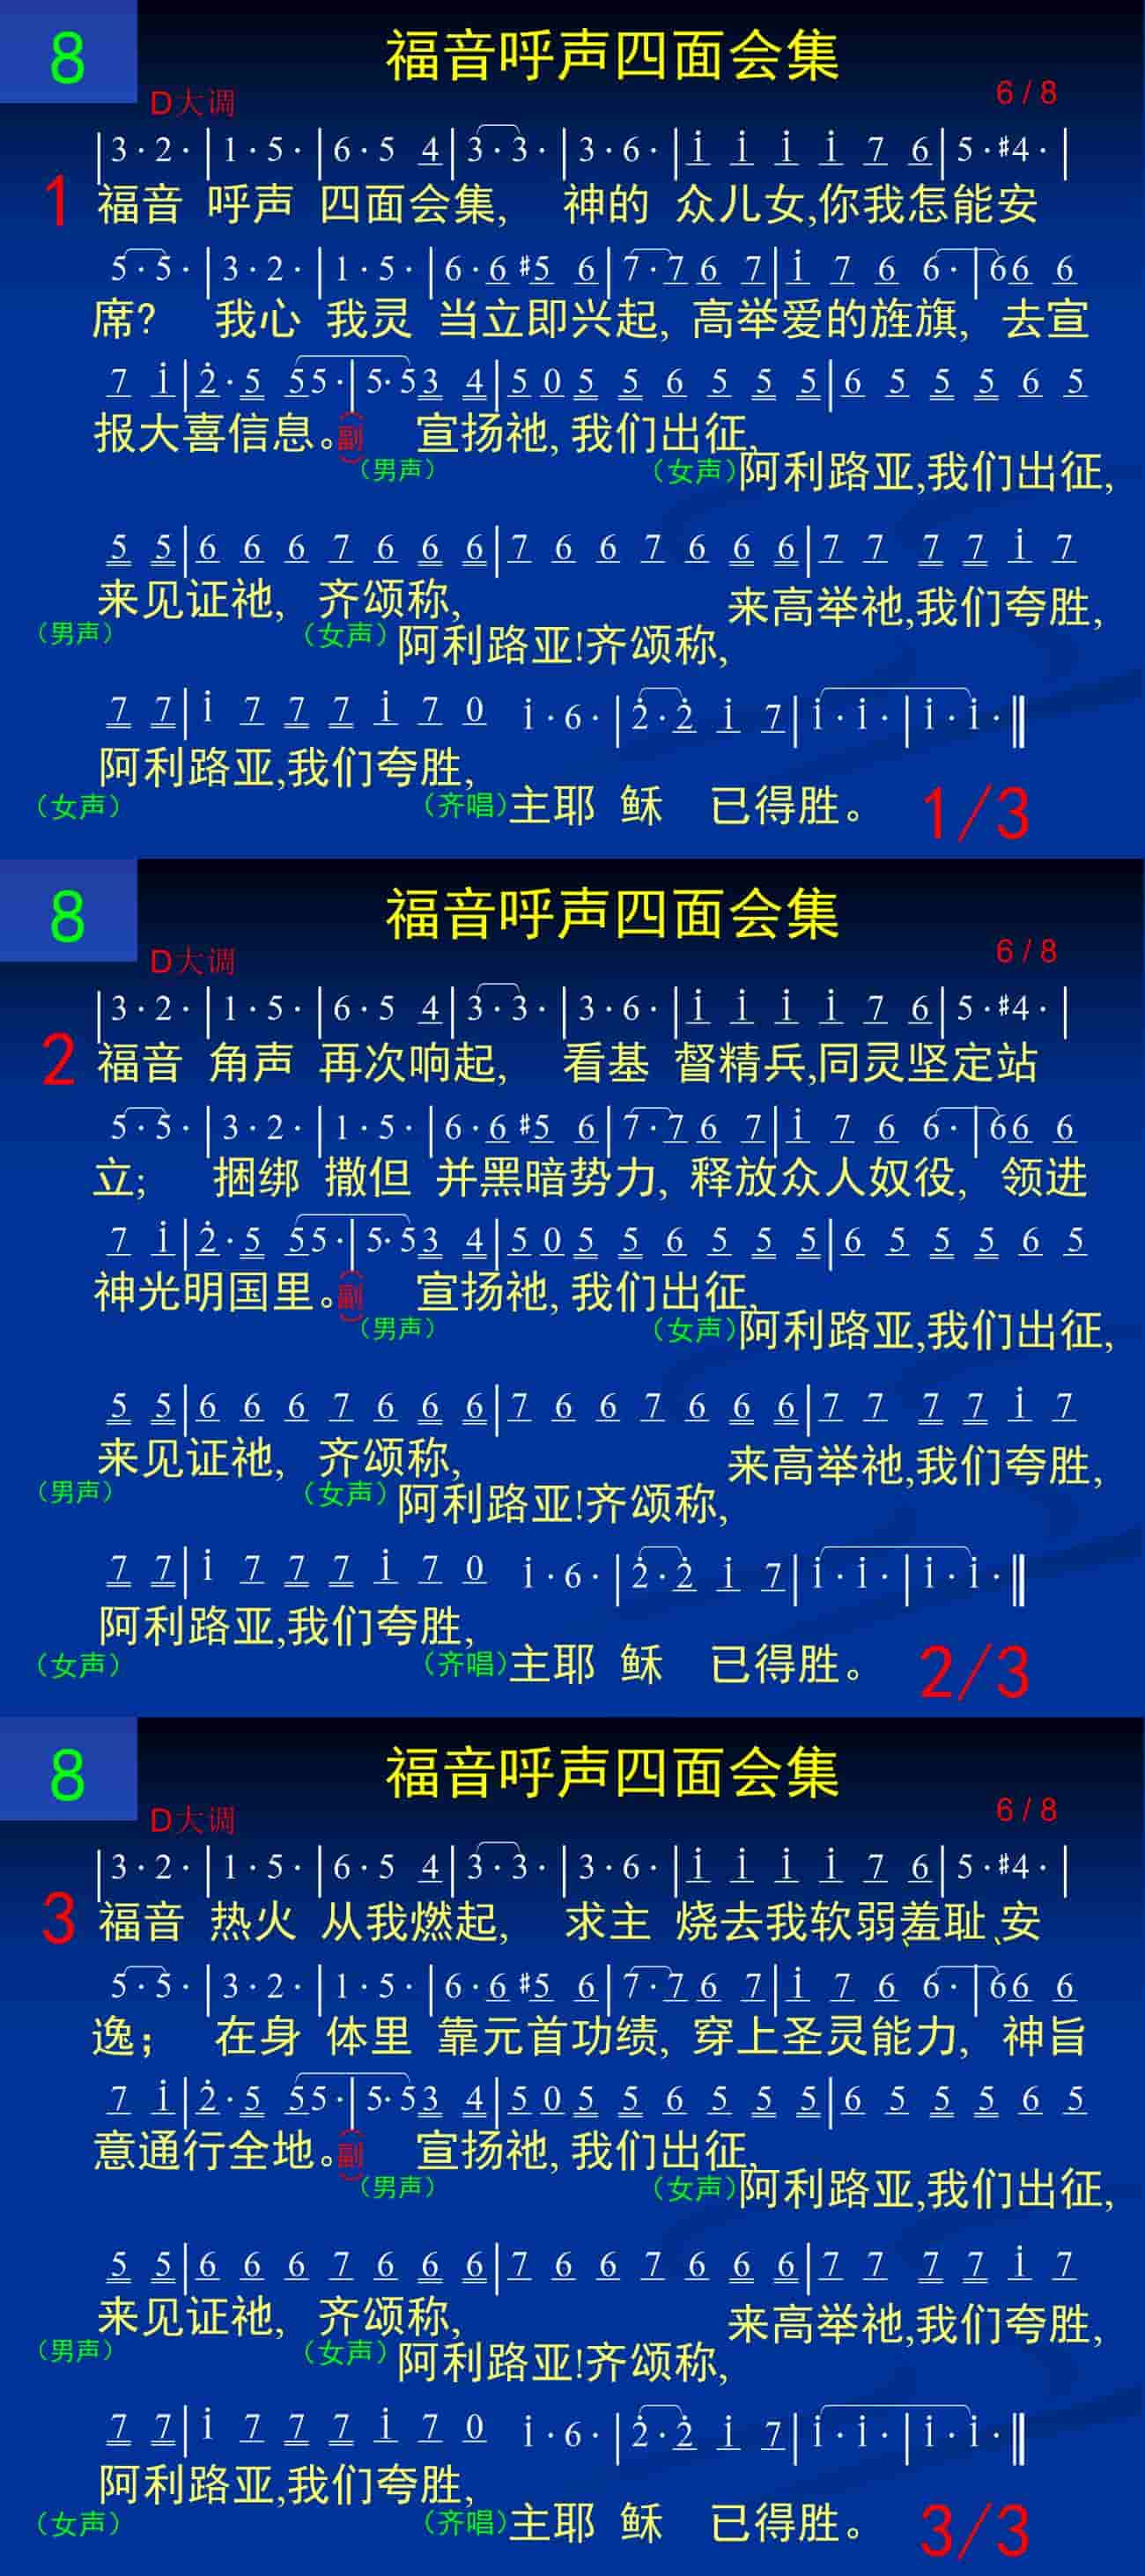 8
福音呼声四面会集
D大调 6/8
|3·2·|1·5·|6·5 4|3·3·|3·6·|i i i i 7 6|5·#4·|
1 福音 呼声 四面会集, 神的 众儿女,你我怎能安
5·5·|3·2·|1·5·|6·6 #5 6|7·7 6 7|i 7 6 6·|66 6
席? 我心 我灵 当立即兴起, 高举爱的旌旗, 去宣
7 i|2·5 55·|5·53 4|5 0 5 5 6 5 5 5|6 5 5 5 6 5
报大喜信息。(副) 宣扬祂, 我们出征,
(男声) (女声)阿利路亚,我们出征,
5 5|6 6 6 7 6 6 6|7 6 6 7 6 6 6|7 7 7 7 i 7
来见证祂, 齐颂称, 来高举祂,我们夸胜,
(男声) (女声)阿利路亚!齐颂称,
7 7|i 7 7 7 i 7 0 i·6·|2·2 i 7|i·i·|i·i·‖
阿利路亚,我们夸胜,
(女声) (齐唱)主耶 稣 已得胜。 1/3
8
福音呼声四面会集
D大调 6/8
|3·2·|1·5·|6·5 4|3·3·|3·6·|i i i i 7 6|5·#4·|
2 福音 角声 再次响起, 看基 督精兵,同灵坚定站
5·5·|3·2·|1·5·|6·6 #5 6|7·7 6 7|i 7 6 6·|66 6
立; 捆绑 撒但 并黑暗势力, 释放众人奴役, 领进
7 i|2·5 55·|5·53 4|5 0 5 5 6 5 5 5|6 5 5 5 6 5
神光明国里。(副) 宣扬祂, 我们出征,
(男声) (女声)阿利路亚,我们出征,
5 5|6 6 6 7 6 6 6|7 6 6 7 6 6 6|7 7 7 7 i 7
来见证祂, 齐颂称, 来高举祂,我们夸胜,
(男声) (女声)阿利路亚!齐颂称,
7 7|i 7 7 7 i 7 0 i·6·|2·2 i 7|i·i·|i·i·‖
阿利路亚,我们夸胜,
(女声) (齐唱)主耶 稣 已得胜。 2/3
8
福音呼声四面会集
D大调 6/8
|3·2·|1·5·|6·5 4|3·3·|3·6·|i i i i 7 6|5·#4·|
3 福音 热火 从我燃起, 求主 烧去我软弱、羞耻、安
5·5·|3·2·|1·5·|6·6 #5 6|7·7 6 7|i 7 6 6·|66 6
逸; 在身 体里 靠元首功绩, 穿上圣灵能力, 神旨
7 i|2·5 55·|5·53 4|5 0 5 5 6 5 5 5|6 5 5 5 6 5
意通行全地。(副) 宣扬祂, 我们出征,
(男声) (女声)阿利路亚,我们出征,
5 5|6 6 6 7 6 6 6|7 6 6 7 6 6 6|7 7 7 7 i 7
来见证祂, 齐颂称, 来高举祂,我们夸胜,
(男声) (女声)阿利路亚!齐颂称,
7 7|i 7 7 7 i 7 0 i·6·|2·2 i 7|i·i·|i·i·‖
阿利路亚,我们夸胜,
(女声) (齐唱)主耶 稣 已得胜。 3/3